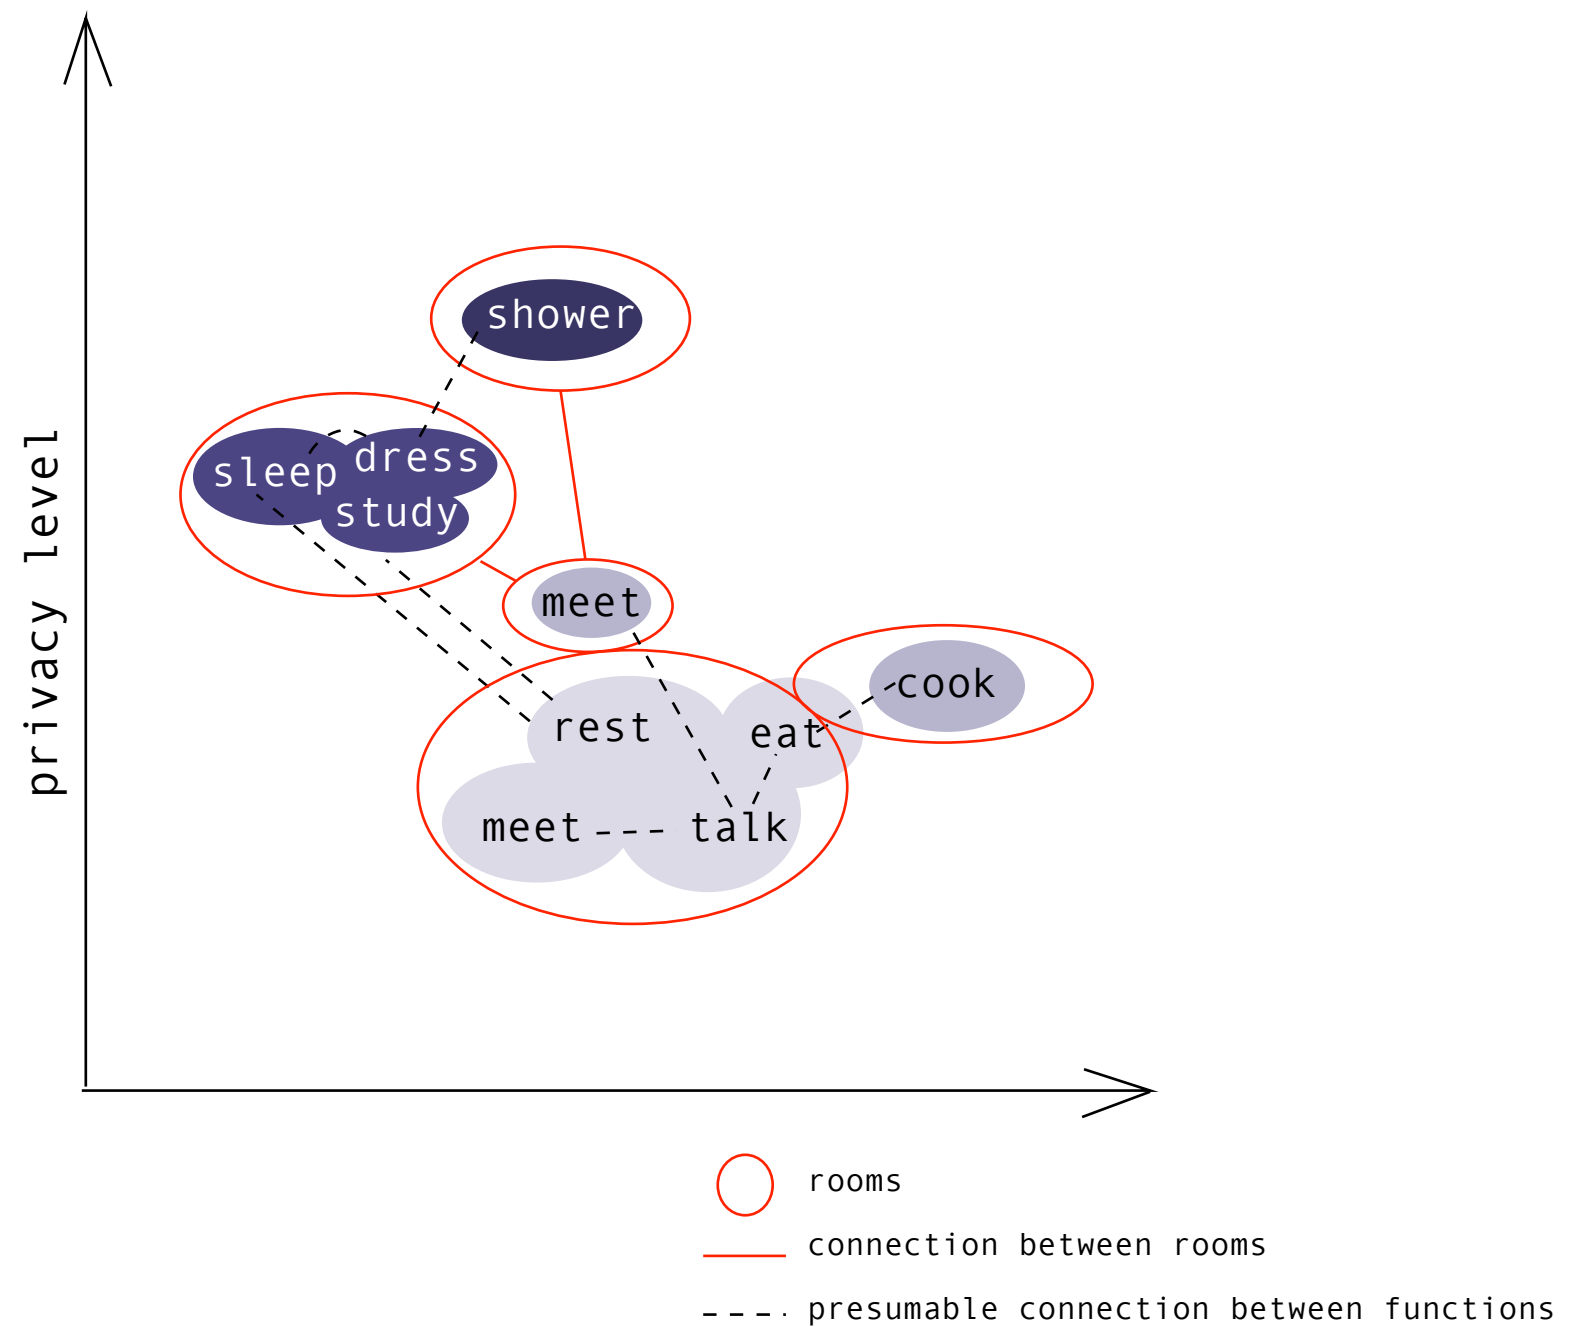 privacy level
shower
sleep
dress
study
meet
cook
rest
eat
meet
talk
rooms
connection between rooms
presumable connection between functions